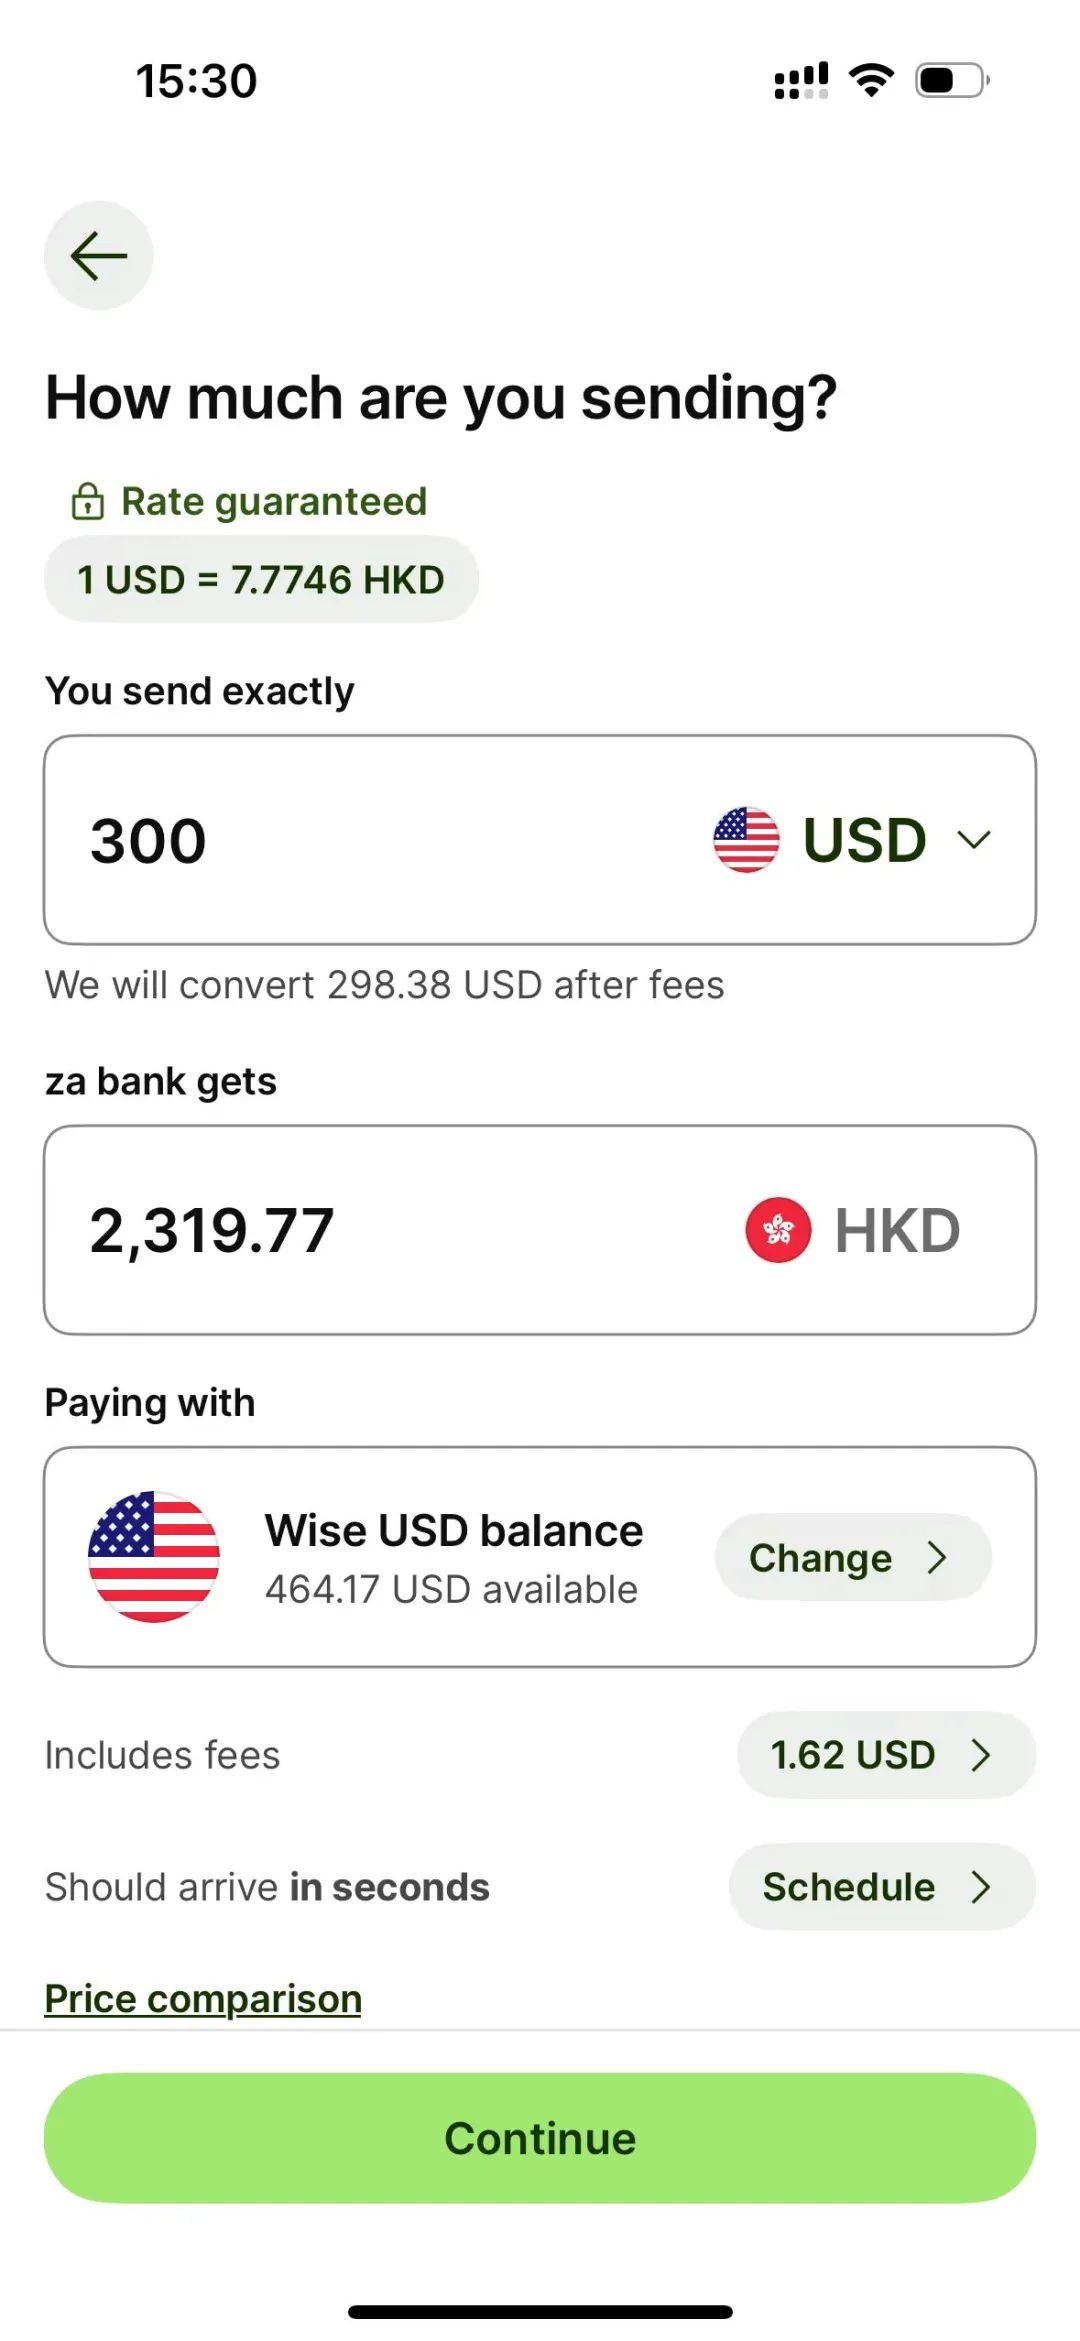 15:30
How much are you sending?
Rate guaranteed
1 USD = 7.7746 HKD
You send exactly
300 USD
We will convert 298.38 USD after fees
za bank gets
2,319.77 HKD
Paying with
Wise USD balance
464.17 USD available
Change
Includes fees 1.62 USD
Should arrive in seconds Schedule
Price comparison
Continue